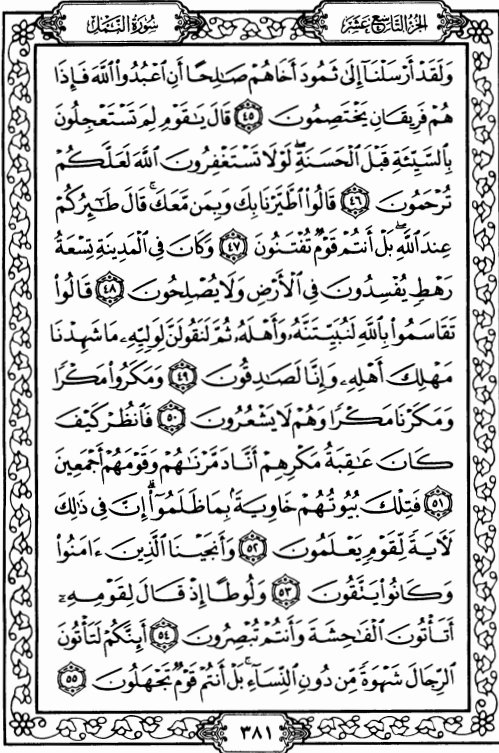 الجزء التاسع عشر
سورة النمل
وَلَقَدْ أَرْسَلْنَآ إِلَىٰ ثَمُودَ أَخَاهُمْ صَٰلِحًا أَنِ ٱعْبُدُوا۟ ٱللَّهَ فَإِذَا
هُمْ فَرِيقَانِ يَخْتَصِمُونَ ٤٥ قَالَ يَٰقَوْمِ لِمَ تَسْتَعْجِلُونَ
بِٱلسَّيِّئَةِ قَبْلَ ٱلْحَسَنَةِ ۖ لَوْلَا تَسْتَغْفِرُونَ ٱللَّهَ لَعَلَّكُمْ
تُرْحَمُونَ ٤٦ قَالُوا۟ ٱطَّيَّرْنَا بِكَ وَبِمَن مَّعَكَ ۚ قَالَ طَٰٓئِرُكُمْ
عِندَ ٱللَّهِ ۖ بَلْ أَنتُمْ قَوْمٌ تُفْتَنُونَ ٤٧ وَكَانَ فِى ٱلْمَدِينَةِ تِسْعَةُ
رَهْطٍ يُفْسِدُونَ فِى ٱلْأَرْضِ وَلَا يُصْلِحُونَ ٤٨ قَالُوا۟
تَقَاسَمُوا۟ بِٱللَّهِ لَنُبَيِّتَنَّهُۥ وَأَهْلَهُۥ ثُمَّ لَنَقُولَنَّ لِوَلِيِّهِۦ مَا شَهِدْنَا
مَهْلِكَ أَهْلِهِۦ وَإِنَّا لَصَٰدِقُونَ ٤٩ وَمَكَرُوا۟ مَكْرًا
وَمَكَرْنَا مَكْرًا وَهُمْ لَا يَشْعُرُونَ ٥٠ فَٱنظُرْ كَيْفَ
كَانَ عَٰقِبَةُ مَكْرِهِمْ أَنَّا دَمَّرْنَٰهُمْ وَقَوْمَهُمْ أَجْمَعِينَ
٥١ فَتِلْكَ بُيُوتُهُمْ خَاوِيَةًۢ بِمَا ظَلَمُوٓا۟ ۗ إِنَّ فِى ذَٰلِكَ
لَءَايَةً لِّقَوْمٍ يَعْلَمُونَ ٥٢ وَأَنجَيْنَا ٱلَّذِينَ ءَامَنُوا۟
وَكَانُوا۟ يَتَّقُونَ ٥٣ وَلُوطًا إِذْ قَالَ لِقَوْمِهِۦٓ
أَتَأْتُونَ ٱلْفَٰحِشَةَ وَأَنتُمْ تُبْصِرُونَ ٥٤ أَئِنَّكُمْ لَتَأْتُونَ
ٱلرِّجَالَ شَهْوَةً مِّن دُونِ ٱلنِّسَآءِ ۚ بَلْ أَنتُمْ قَوْمٌ تَجْهَلُونَ ٥٥
٣٨١